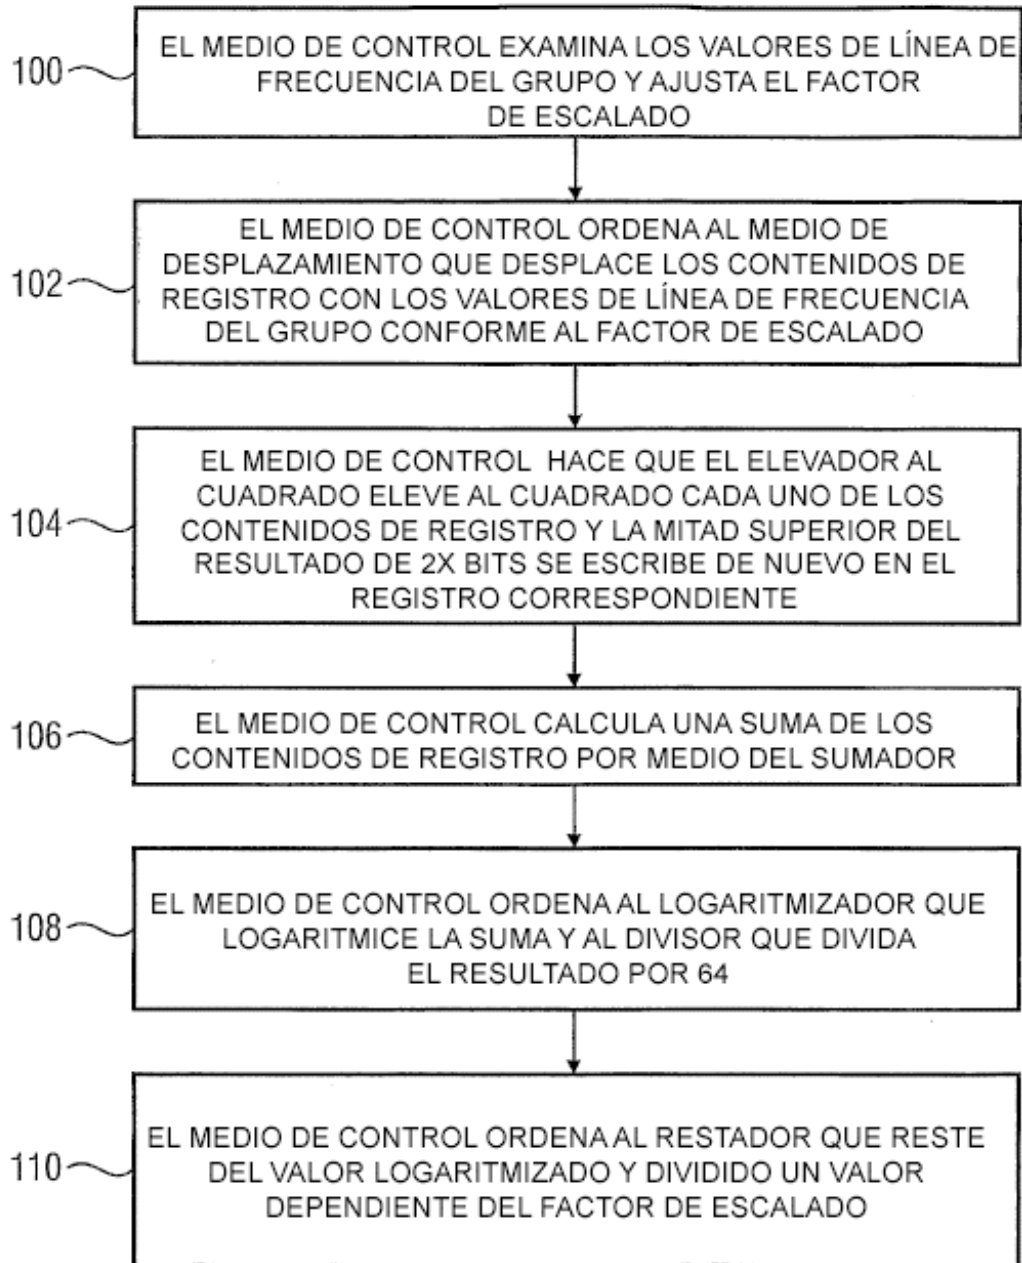 100
EL MEDIO DE CONTROL EXAMINA LOS VALORES DE LÍNEA DE
FRECUENCIA DEL GRUPO Y AJUSTA EL FACTOR
DE ESCALADO
102
EL MEDIO DE CONTROL ORDENA AL MEDIO DE
DESPLAZAMIENTO QUE DESPLACE LOS CONTENIDOS DE
REGISTRO CON LOS VALORES DE LÍNEA DE FRECUENCIA
DEL GRUPO CONFORME AL FACTOR DE ESCALADO
104
EL MEDIO DE CONTROL HACE QUE EL ELEVADOR AL
CUADRADO ELEVE AL CUADRADO CADA UNO DE LOS
CONTENIDOS DE REGISTRO Y LA MITAD SUPERIOR DEL
RESULTADO DE 2X BITS SE ESCRIBE DE NUEVO EN EL
REGISTRO CORRESPONDIENTE
106
EL MEDIO DE CONTROL CALCULA UNA SUMA DE LOS
CONTENIDOS DE REGISTRO POR MEDIO DEL SUMADOR
108
EL MEDIO DE CONTROL ORDENA AL LOGARITMIZADOR QUE
LOGARITMICE LA SUMA Y AL DIVISOR QUE DIVIDA
EL RESULTADO POR 64
110
EL MEDIO DE CONTROL ORDENA AL RESTADOR QUE RESTE
DEL VALOR LOGARITMIZADO Y DIVIDIDO UN VALOR
DEPENDIENTE DEL FACTOR DE ESCALADO